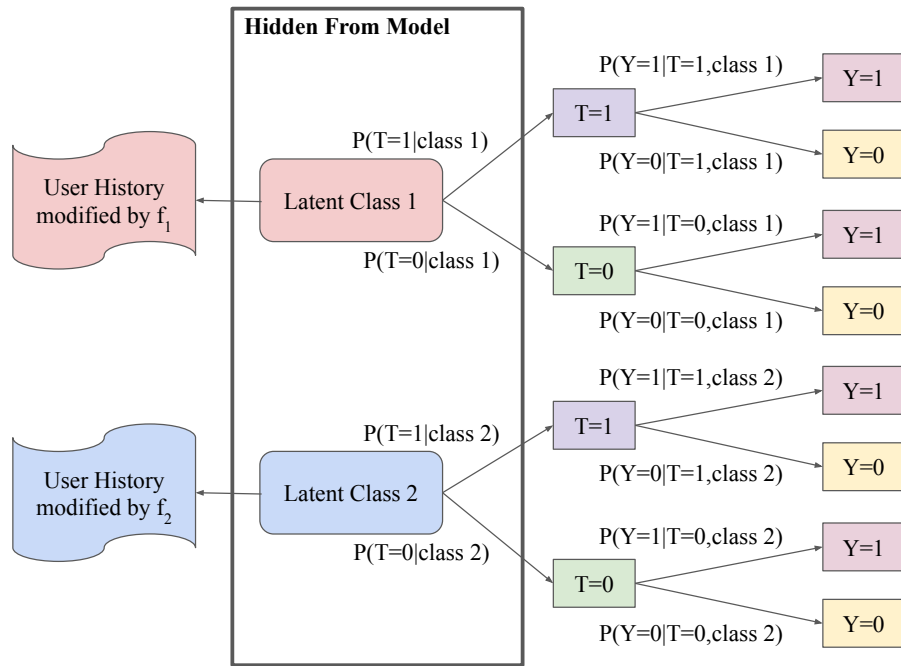 Hidden From Model
P(Y=1|T=1,class 1)
Y=1
T=1
P(T=1|class 1)
P(Y=0|T=1,class 1)
Y=0
User History
modified by f₁
Latent Class 1
P(Y=1|T=0,class 1)
Y=1
P(T=0|class 1)
T=0
P(Y=0|T=0,class 1)
Y=0
P(Y=1|T=1,class 2)
Y=1
T=1
P(T=1|class 2)
P(Y=0|T=1,class 2)
Y=0
User History
modified by f₂
Latent Class 2
P(Y=1|T=0,class 2)
Y=1
P(T=0|class 2)
T=0
P(Y=0|T=0,class 2)
Y=0